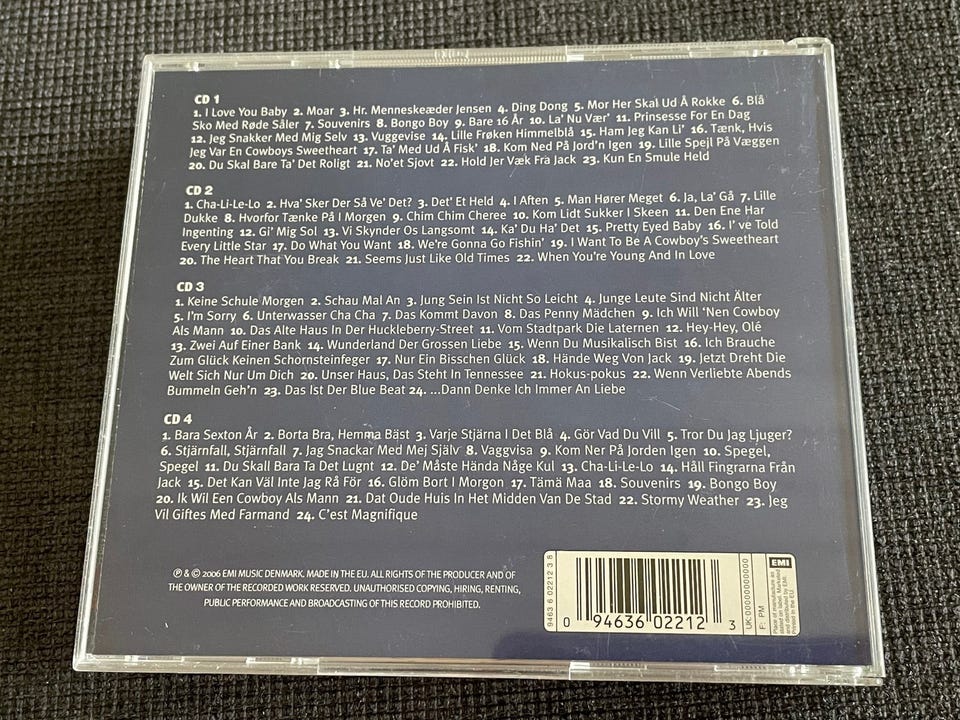 CD 1
1. I Love You Baby 2. Moar 3. Hr. Menneskeæder Jensen 4. Ding Dong 5. Mor Her Skal Ud Å Rokke 6. Blå
Sko Med Røde Såler 7. Souvenirs 8. Bongo Boy 9. Bare 16 År 10. La' Nu Vær' 11. Prinsesse For En Dag
12. Jeg Snakker Med Mig Selv 13. Vuggevise 14. Lille Frøken Himmelblå 15. Ham Jeg Kan Li' 16. Tænk, Hvis
Jeg Var En Cowboys Sweetheart 17. Ta' Med Ud Å Fisk' 18. Kom Ned På Jord'n Igen 19. Lille Spejl På Væggen
20. Du Skal Bare Ta' Det Roligt 21. No'et Sjovt 22. Hold Jer Væk Fra Jack 23. Kun En Smule Held
CD 2
1. Cha-Li-Le-Lo 2. Hva' Sker Der Så Ve' Det? 3. Det' Et Held 4. I Aften 5. Man Hører Meget 6. Ja, La' Gå 7. Lille
Dukke 8. Hvorfor Tænke På I Morgen 9. Chim Chim Cheree 10. Kom Lidt Sukker I Skeen 11. Den Ene Har
Ingenting 12. Gi' Mig Sol 13. Vi Skynder Os Langsomt 14. Ka' Du Ha' Det 15. Pretty Eyed Baby 16. I' ve Told
Every Little Star 17. Do What You Want 18. We're Gonna Go Fishin' 19. I Want To Be A Cowboy's Sweetheart
20. The Heart That You Break 21. Seems Just Like Old Times 22. When You're Young And In Love
CD 3
1. Keine Schule Morgen 2. Schau Mal An 3. Jung Sein Ist Nicht So Leicht 4. Junge Leute Sind Nicht Älter
5. I'm Sorry 6. Unterwasser Cha Cha 7. Das Kommt Davon 8. Das Penny Mädchen 9. Ich Will 'Nen Cowboy
Als Mann 10. Das Alte Haus In Der Huckleberry-Street 11. Vom Stadtpark Die Laternen 12. Hey-Hey, Olé
13. Zwei Auf Einer Bank 14. Wunderland Der Grossen Liebe 15. Wenn Du Musikalisch Bist 16. Ich Brauche
Zum Glück Keinen Schornsteinfeger 17. Nur Ein Bisschen Glück 18. Hände Weg Von Jack 19. Jetzt Dreht Die
Welt Sich Nur Um Dich 20. Unser Haus, Das Steht In Tennessee 21. Hokus-pokus 22. Wenn Verliebte Abends
Bummeln Geh'n 23. Das Ist Der Blue Beat 24. ...Dann Denke Ich Immer An Liebe
CD 4
1. Bara Sexton År 2. Borta Bra, Hemma Bäst 3. Varje Stjärna I Det Blå 4. Gör Vad Du Vill 5. Tror Du Jag Ljuger?
6. Stjärnfall, Stjärnfall 7. Jag Snackar Med Mej Själv 8. Vaggvisa 9. Kom Ner På Jorden Igen 10. Spegel,
Spegel 11. Du Skall Bara Ta Det Lugnt 12. De' Måste Hända Någe Kul 13. Cha-Li-Le-Lo 14. Håll Fingrarna Från
Jack 15. Det Kan Väl Inte Jag Rå För 16. Glöm Bort I Morgon 17. Tämä Maa 18. Souvenirs 19. Bongo Boy
20. Ik Wil Een Cowboy Als Mann 21. Dat Oude Huis In Het Midden Van De Stad 22. Stormy Weather 23. Jeg
Vil Giftes Med Farmand 24. C'est Magnifique
℗ & © 2006 EMI MUSIC DENMARK. MADE IN THE EU. ALL RIGHTS OF THE PRODUCER AND OF
THE OWNER OF THE RECORDED WORK RESERVED. UNAUTHORISED COPYING, HIRING, RENTING,
PUBLIC PERFORMANCE AND BROADCASTING OF THIS RECORD PROHIBITED.
9463 6 02212 3 8
0 94636 02212 3
UK:000000000000
F: PM
EMI
Place of manufacture as
stated on label. Marketed
and distributed by EMI.
Printed in the EU.